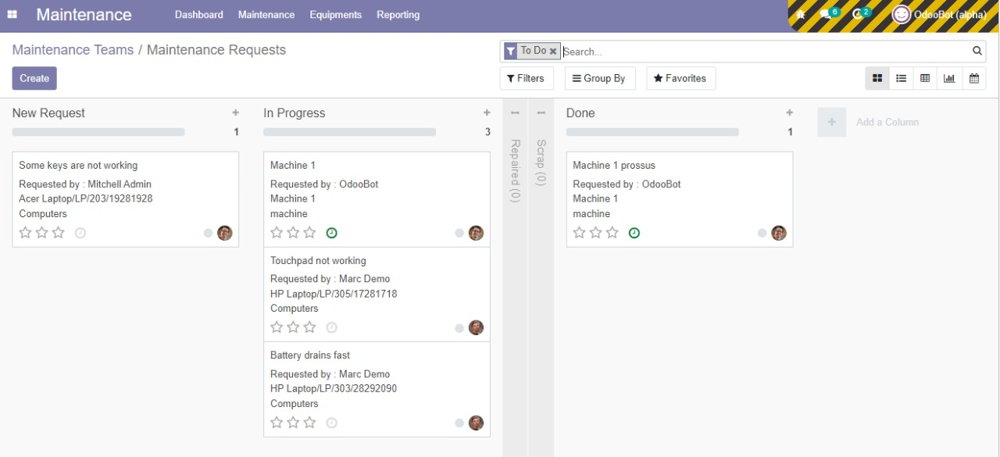 Maintenance Dashboard Maintenance Equipments Reporting 6 2 OdooBot (alpha)
Maintenance Teams / Maintenance Requests
To Do × Search...
Create
Filters Group By Favorites
New Request
1
Some keys are not working
Requested by : Mitchell Admin
Acer Laptop/LP/203/19281928
Computers
In Progress
3
Machine 1
Requested by : OdooBot
Machine 1
machine
Touchpad not working
Requested by : Marc Demo
HP Laptop/LP/305/17281718
Computers
Battery drains fast
Requested by : Marc Demo
HP Laptop/LP/303/28292090
Computers
Repaired (0)
Scrap (0)
Done
1
Machine 1 prossus
Requested by : OdooBot
Machine 1
machine
Add a Column